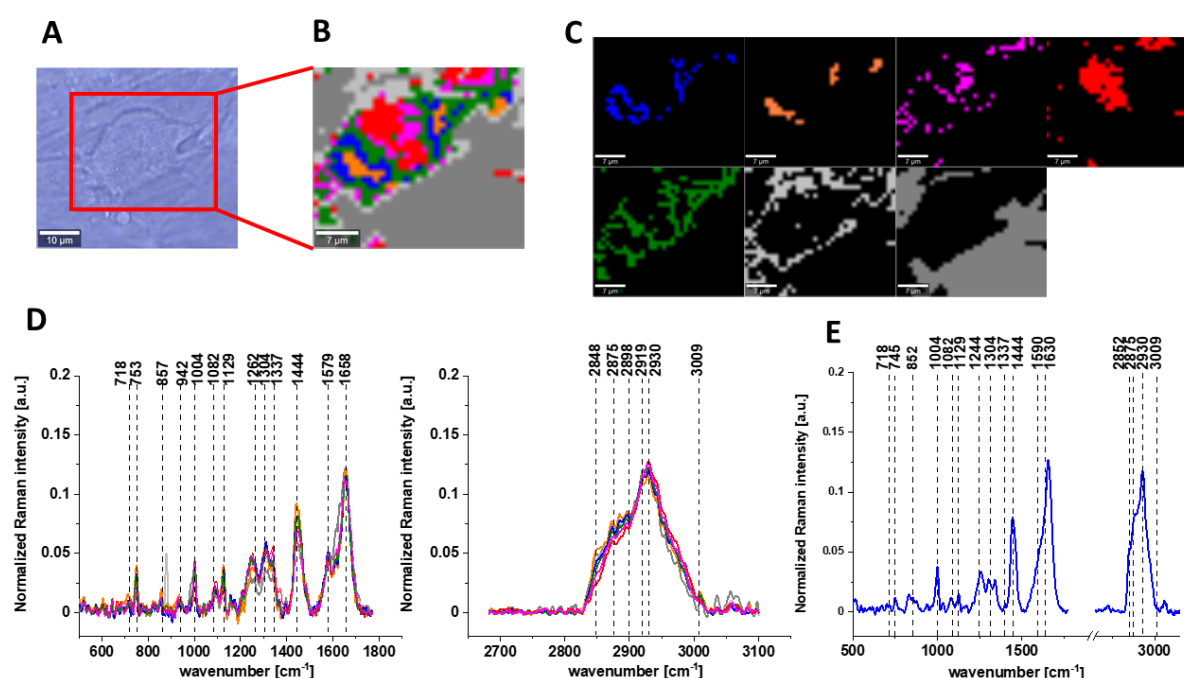 A
B
C
10 µm
7 µm
7 µm
7 µm
7 µm
7 µm
7 µm
7 µm
7 µm
D
718
753
857
942
1004
1082
1129
1262
1304
1337
1444
1579
1658
0.2
0.15
0.1
0.05
0
Normalized Raman intensity [a.u.]
600 800 1000 1200 1400 1600 1800
wavenumber [cm-1]
2848
2875
2898
2919
2930
3009
0.2
0.15
0.1
0.05
0
Normalized Raman intensity [a.u.]
2700 2800 2900 3000 3100
wavenumber [cm-1]
E
718
745
852
1004
1082
1129
1244
1304
1337
1444
1590
1630
2852
2875
2930
3009
0.2
0.15
0.1
0.05
0
Normalized Raman intensity [a.u.]
500 1000 1500 3000
wavenumber [cm-1]